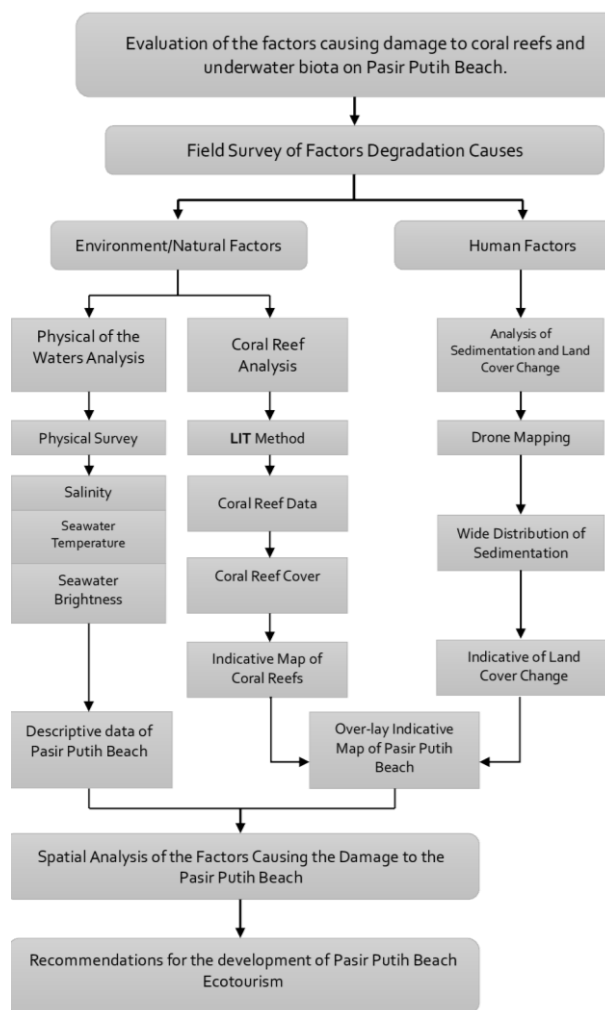 Evaluation of the factors causing damage to coral reefs and
underwater biota on Pasir Putih Beach.
Field Survey of Factors Degradation Causes
Environment/Natural Factors
Human Factors
Physical of the
Waters Analysis
Coral Reef
Analysis
Analysis of
Sedimentation and Land
Cover Change
Physical Survey
LIT Method
Drone Mapping
Salinity
Seawater
Temperature
Seawater
Brightness
Coral Reef Data
Wide Distribution of
Sedimentation
Coral Reef Cover
Indicative Map of
Coral Reefs
Indicative of Land
Cover Change
Descriptive data of
Pasir Putih Beach
Over-lay Indicative
Map of Pasir Putih
Beach
Spatial Analysis of the Factors Causing the Damage to the
Pasir Putih Beach
Recommendations for the development of Pasir Putih Beach
Ecotourism